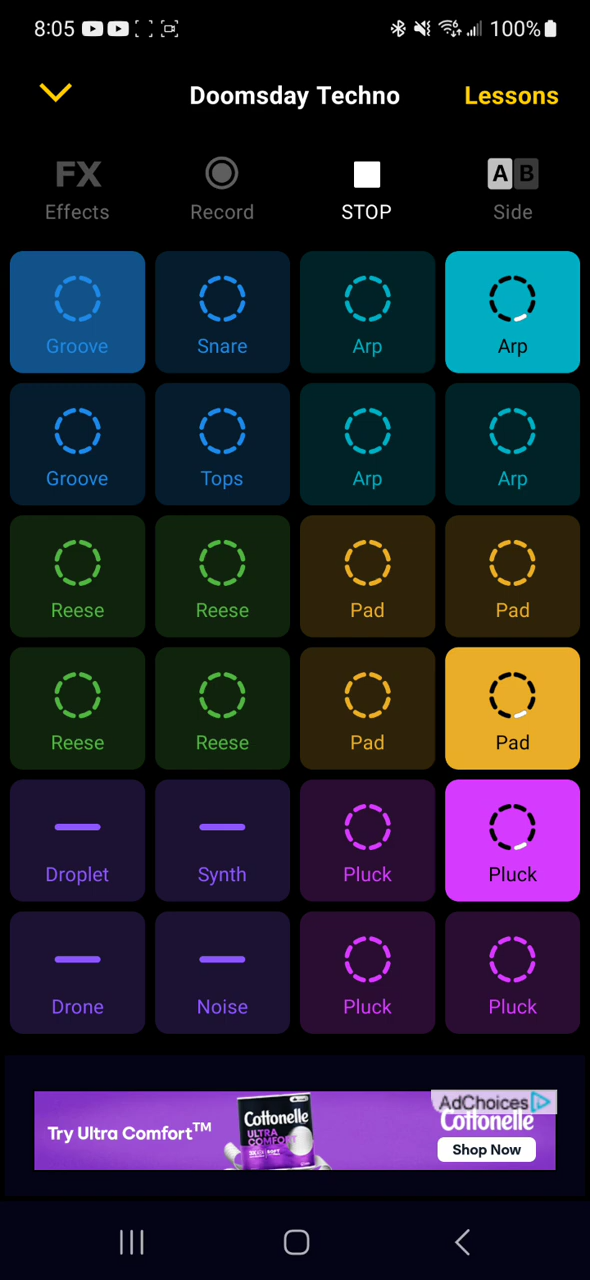 8:05 100%
Doomsday Techno Lessons
FX A B
Effects Record STOP Side
Groove Snare Arp Arp
Groove Tops Arp Arp
Reese Reese Pad Pad
Reese Reese Pad Pad
Droplet Synth Pluck Pluck
Drone Noise Pluck Pluck
AdChoices
Try Ultra Comfort™
Cottonelle
ULTRA
COMFORT
Cottonelle
Shop Now